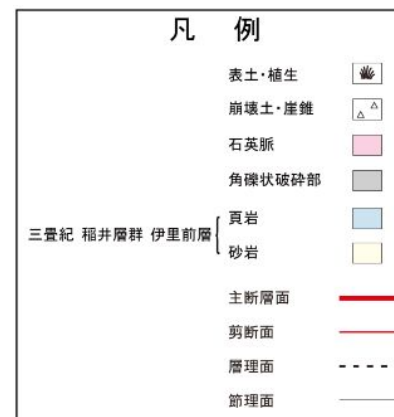 凡 例
表土・植生
崩壊土・崖錐
石英脈
角礫状破砕部
三畳紀 稲井層群 伊里前層
頁岩
砂岩
主断層面
剪断面
層理面
節理面